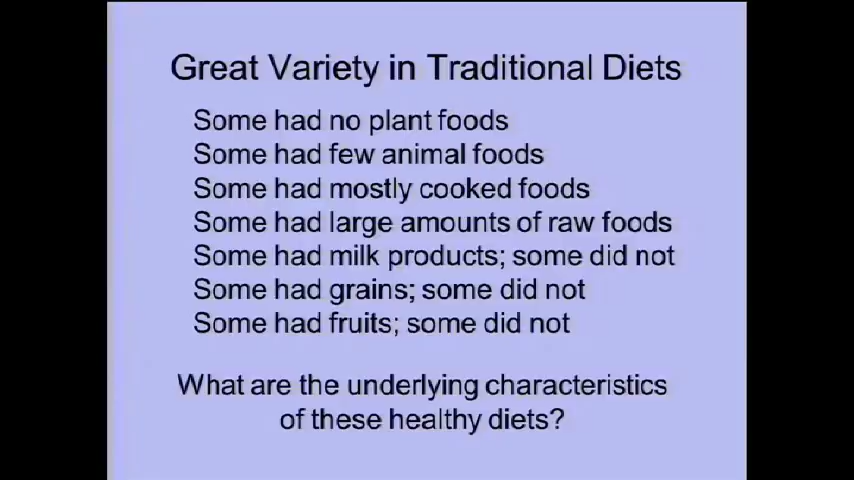 Great Variety in Traditional Diets
Some had no plant foods
Some had few animal foods
Some had mostly cooked foods
Some had large amounts of raw foods
Some had milk products; some did not
Some had grains; some did not
Some had fruits; some did not
What are the underlying characteristics
of these healthy diets?